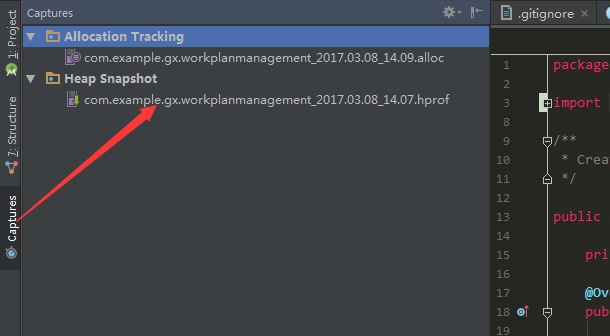 1: Project
7: Structure
Captures
Captures
Allocation Tracking
com.example.gx.workplanmanagement_2017.03.08_14.09.alloc
Heap Snapshot
com.example.gx.workplanmanagement_2017.03.08_14.07.hprof
.gitignore
1 package
2
3 import
8
9 /**
10 * Crea
11 */
12
13 public
14
15 pri
16
17 @Ov
18 pub
19